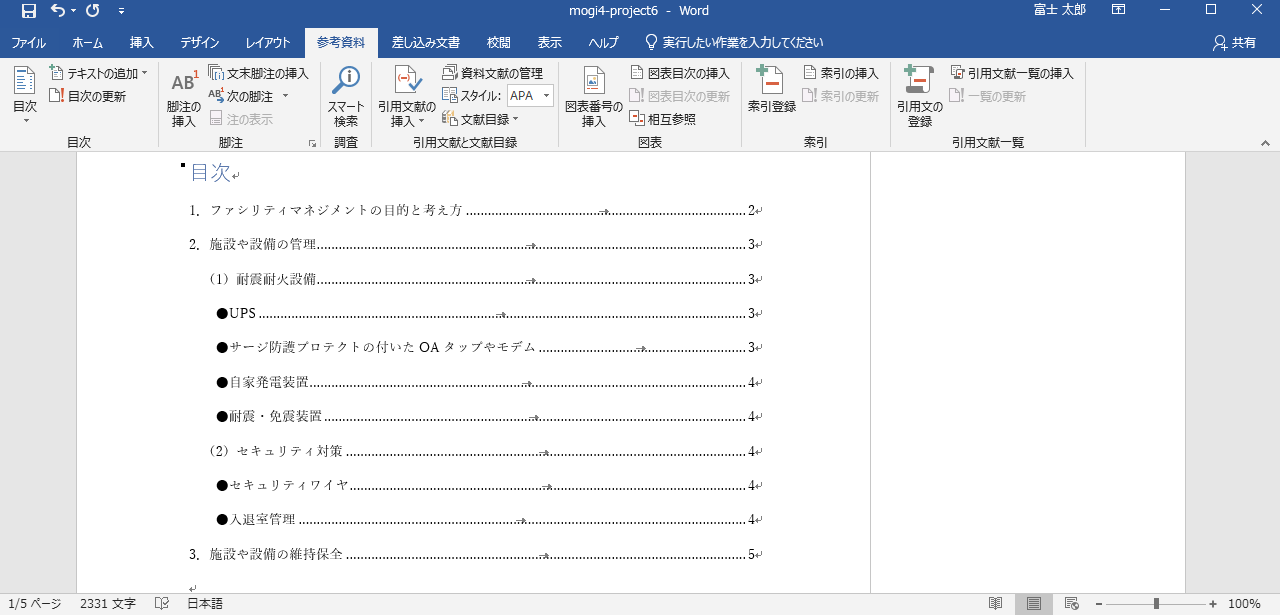 mogi4-project6 - Word
富士 太郎
ファイル ホーム 挿入 デザイン レイアウト 参考資料 差し込み文書 校閲 表示 ヘルプ 実行したい作業を入力してください 共有
目次
テキストの追加
目次の更新
目次
AB1
脚注の
挿入
文末脚注の挿入
AB1 次の脚注
注の表示
脚注
スマート
検索
調査
引用文献の
挿入
資料文献の管理
スタイル: APA
文献目録
引用文献と文献目録
図表番号の
挿入
図表目次の挿入
図表目次の更新
相互参照
図表
索引登録
索引の挿入
索引の更新
索引
引用文の
登録
引用文献一覧の挿入
一覧の更新
引用文献一覧
目次
1. ファシリティマネジメントの目的と考え方 2
2. 施設や設備の管理 3
(1) 耐震耐火設備 3
●UPS 3
●サージ防護プロテクトの付いた OA タップやモデム 3
●自家発電装置 4
●耐震・免震装置 4
(2) セキュリティ対策 4
●セキュリティワイヤ 4
●入退室管理 4
3. 施設や設備の維持保全 5
1/5 ページ 2331 文字 日本語 100%